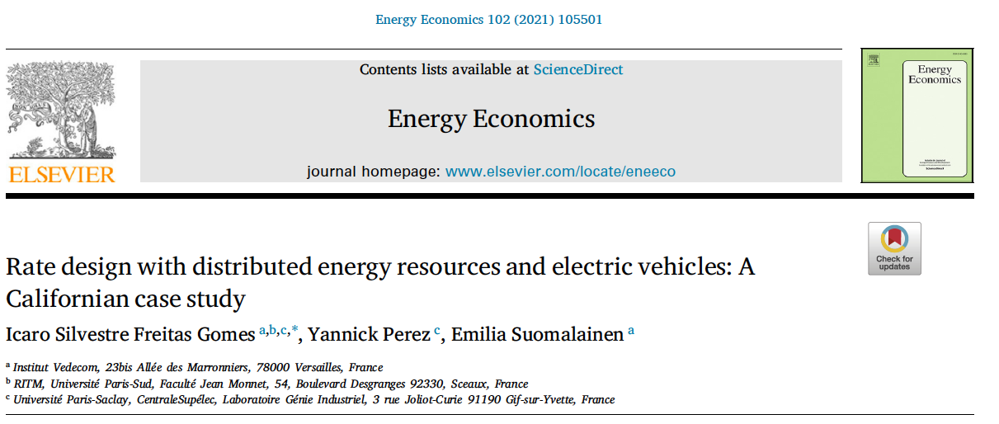 Energy Economics 102 (2021) 105501
Contents lists available at ScienceDirect
Energy Economics
journal homepage: www.elsevier.com/locate/eneeco
ELSEVIER
Energy
Economics
Check for
updates
Rate design with distributed energy resources and electric vehicles: A
Californian case study
Icaro Silvestre Freitas Gomes a,b,c,*, Yannick Perez c, Emilia Suomalainen a
a Institut Vedecom, 23bis Allée des Marronniers, 78000 Versailles, France
b RITM, Université Paris-Sud, Faculté Jean Monnet, 54, Boulevard Desgranges 92330, Sceaux, France
c Université Paris-Saclay, CentraleSupélec, Laboratoire Génie Industriel, 3 rue Joliot-Curie 91190 Gif-sur-Yvette, France